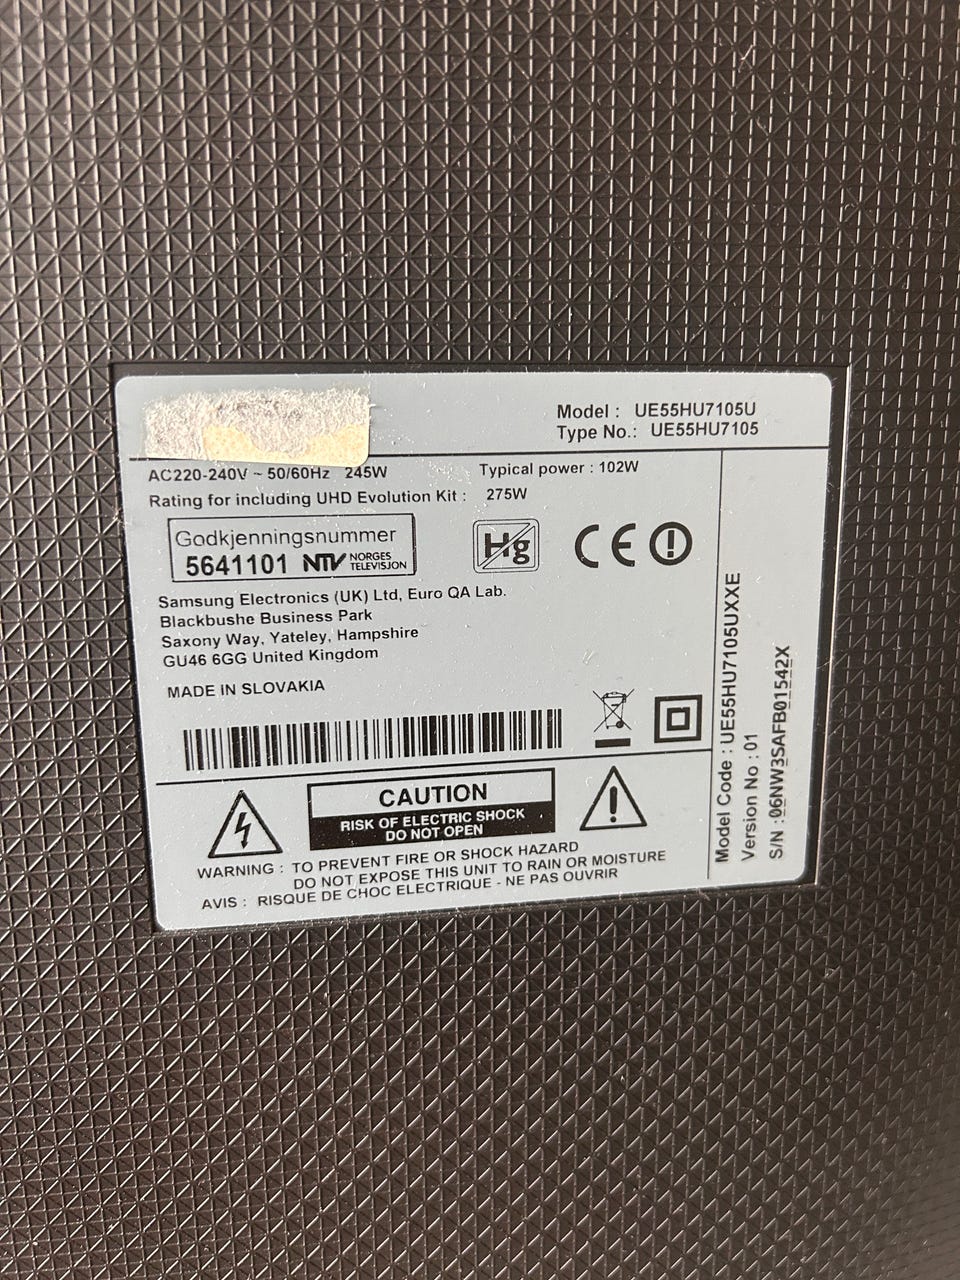 Model : UE55HU7105U
Type No.: UE55HU7105
AC220-240V ~ 50/60Hz 245W
Typical power : 102W
Rating for including UHD Evolution Kit : 275W
Godkjenningsnummer
5641101 NTV NORGES TELEVISJON
Hg
CE
Samsung Electronics (UK) Ltd, Euro QA Lab.
Blackbushe Business Park
Saxony Way, Yateley, Hampshire
GU46 6GG United Kingdom
MADE IN SLOVAKIA
CAUTION
RISK OF ELECTRIC SHOCK
DO NOT OPEN
WARNING : TO PREVENT FIRE OR SHOCK HAZARD
DO NOT EXPOSE THIS UNIT TO RAIN OR MOISTURE
AVIS : RISQUE DE CHOC ELECTRIQUE - NE PAS OUVRIR
Model Code : UE55HU7105UXXE
Version No : 01
S/N : 06NW3SAFB01542X